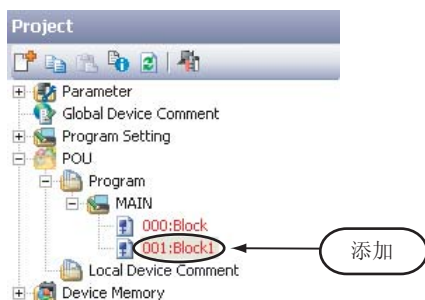 Project
Parameter
Global Device Comment
Program Setting
POU
Program
MAIN
000:Block
001:Block1
添加
Local Device Comment
Device Memory